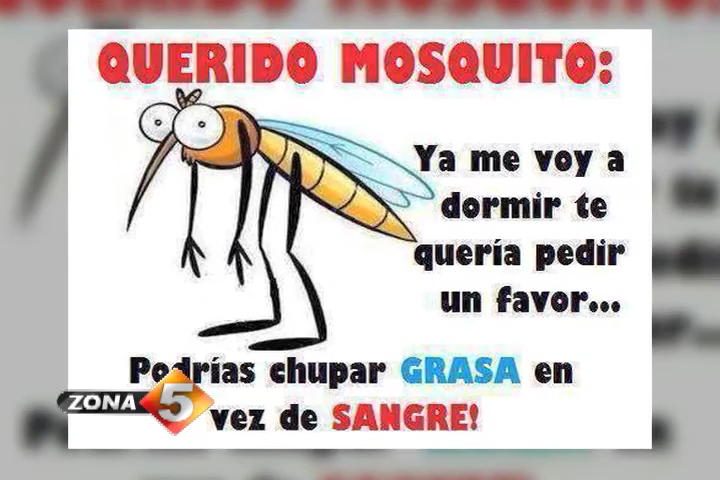 QUERIDO MOSQUITO:
Ya me voy a
dormir te
quería pedir
un favor...
Podrías chupar GRASA en
vez de SANGRE!
ZONA 5